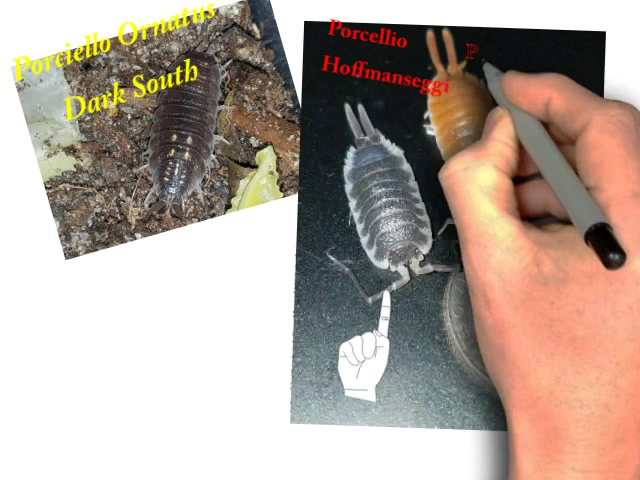 Porciello Ornatus
Dark South
Porcellio
Hoffmanseggi
P